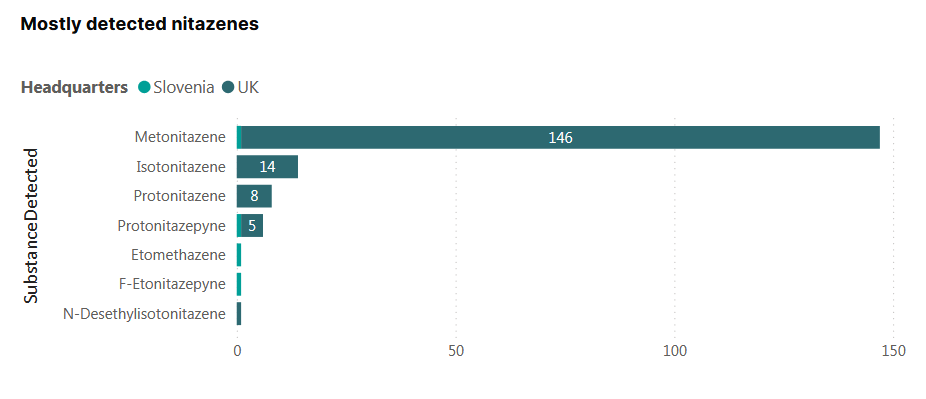 Mostly detected nitazenes
Headquarters Slovenia UK
SubstanceDetected
Metonitazene 146
Isotonitazene 14
Protonitazene 8
Protonitazepyne 5
Etomethazene
F-Etonitazepyne
N-Desethylisotonitazene
0 50 100 150